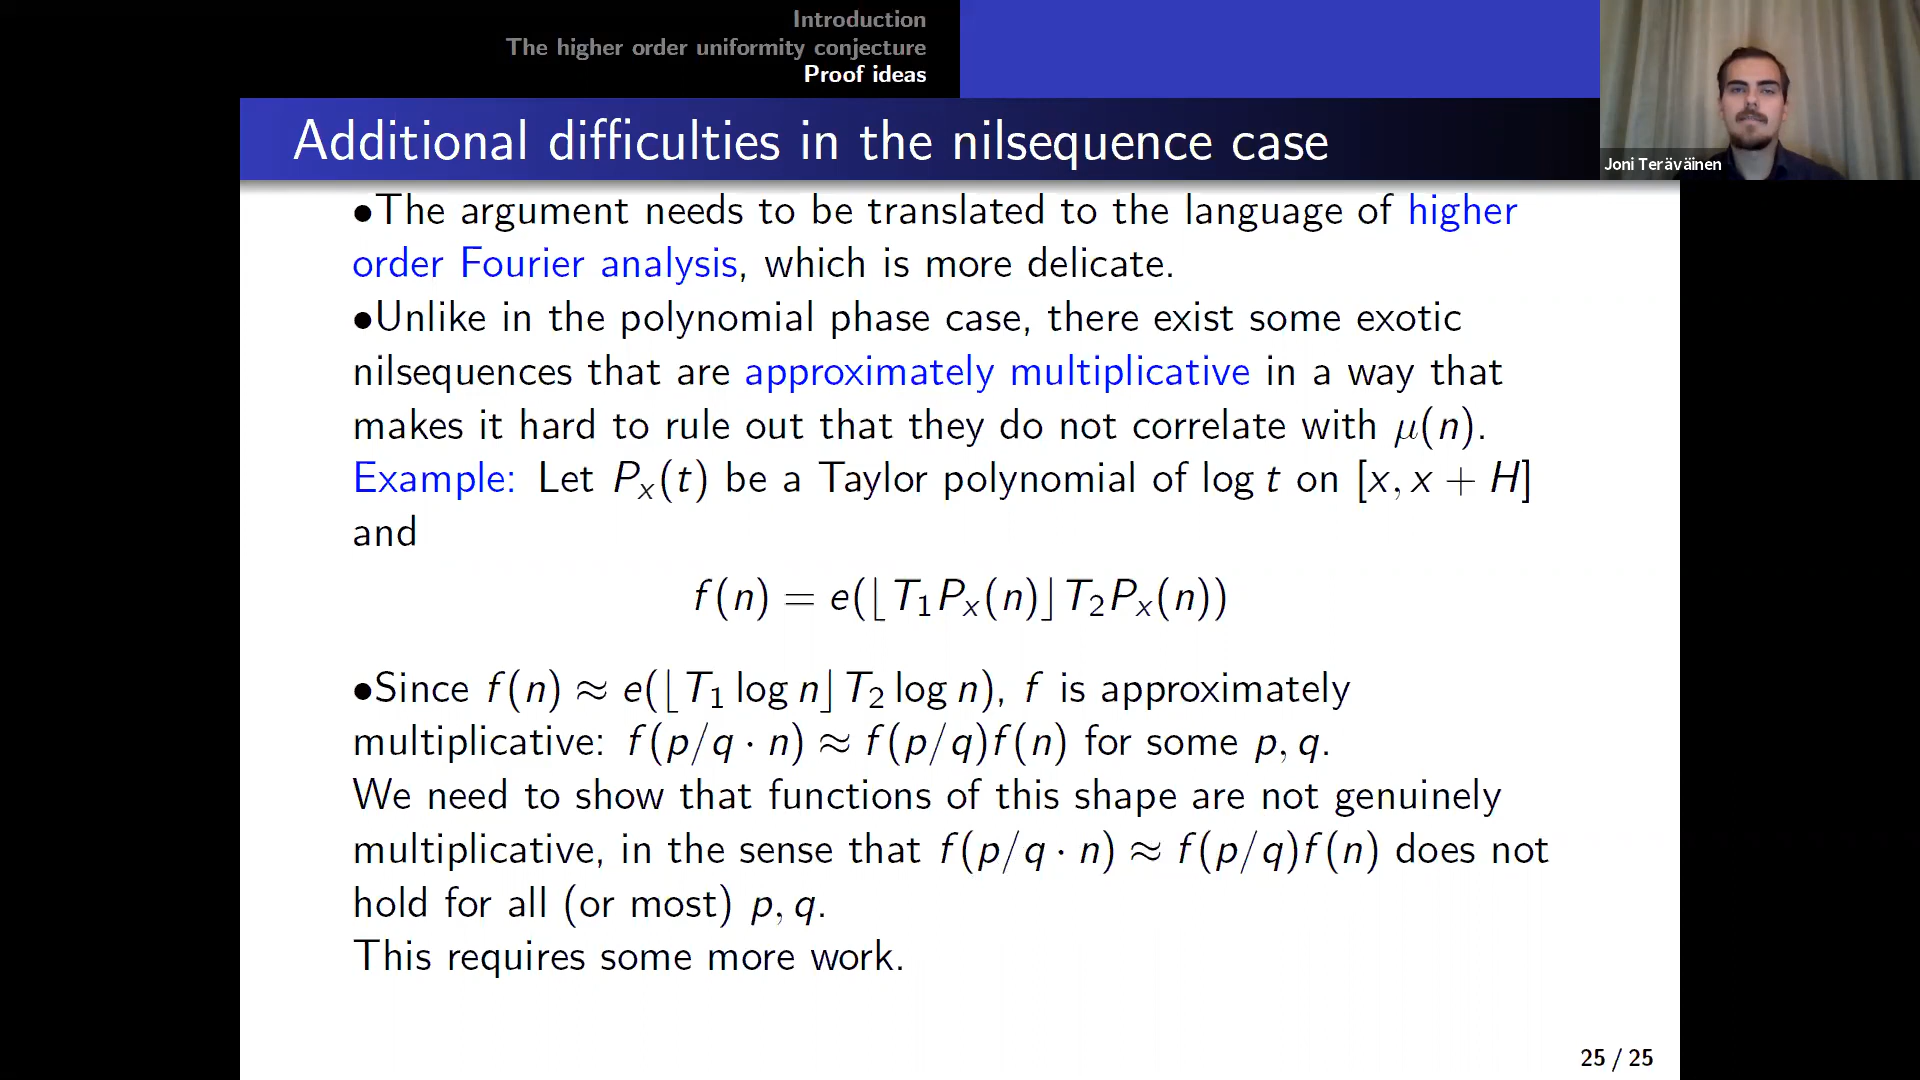 Introduction
The higher order uniformity conjecture
Proof ideas
Additional difficulties in the nilsequence case
Joni Teräväinen
•The argument needs to be translated to the language of higher
order Fourier analysis, which is more delicate.
•Unlike in the polynomial phase case, there exist some exotic
nilsequences that are approximately multiplicative in a way that
makes it hard to rule out that they do not correlate with μ(n).
Example: Let Pₓ(t) be a Taylor polynomial of log t on [x, x + H]
and
f(n) = e(⌊T₁Pₓ(n)⌋T₂Pₓ(n))
•Since f(n) ≈ e(⌊T₁ log n⌋T₂ log n), f is approximately
multiplicative: f(p/q · n) ≈ f(p/q)f(n) for some p, q.
We need to show that functions of this shape are not genuinely
multiplicative, in the sense that f(p/q · n) ≈ f(p/q)f(n) does not
hold for all (or most) p, q.
This requires some more work.
25 / 25